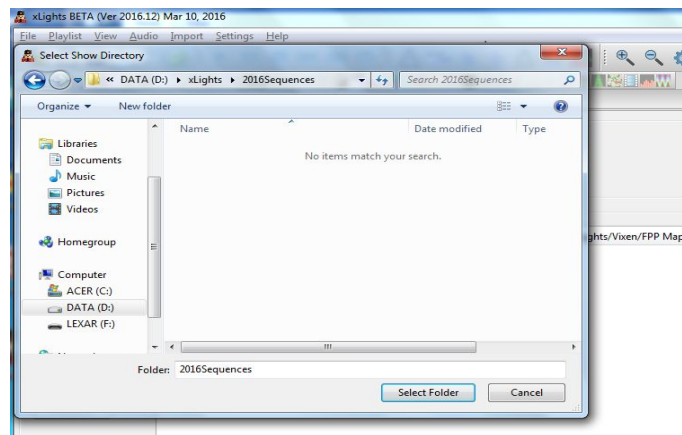 xLights BETA (Ver 2016.12) Mar 10, 2016
File Playlist View Audio Import Settings Help
Select Show Directory
« DATA (D:) ▸ xLights ▸ 2016Sequences
Search 2016Sequences
Organize
New folder
Name Date modified Type
No items match your search.
Libraries
Documents
Music
Pictures
Videos
Homegroup
Computer
ACER (C:)
DATA (D:)
LEXAR (F:)
ghts/Vixen/FPP Map
Folder: 2016Sequences
Select Folder Cancel